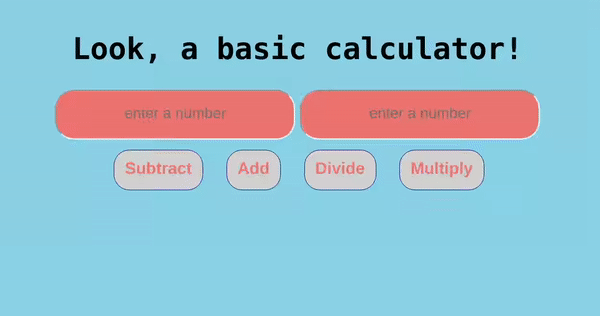 Look, a basic calculator!
enter a number enter a number
Subtract Add Divide Multiply